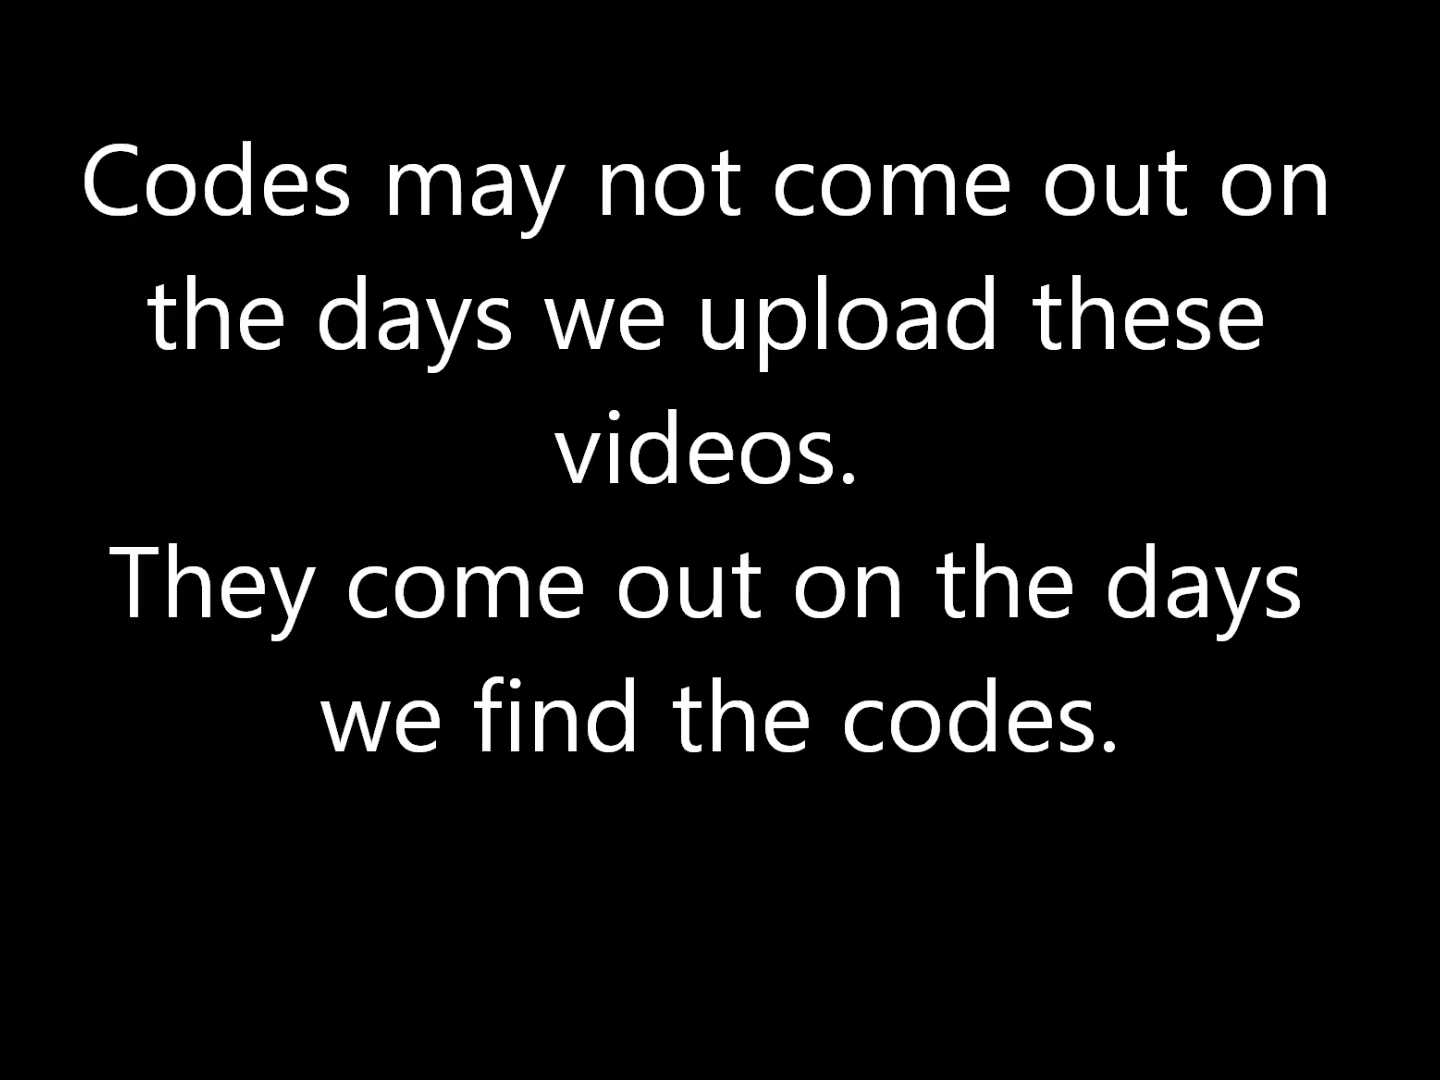 Codes may not come out on
the days we upload these
videos.
They come out on the days
we find the codes.